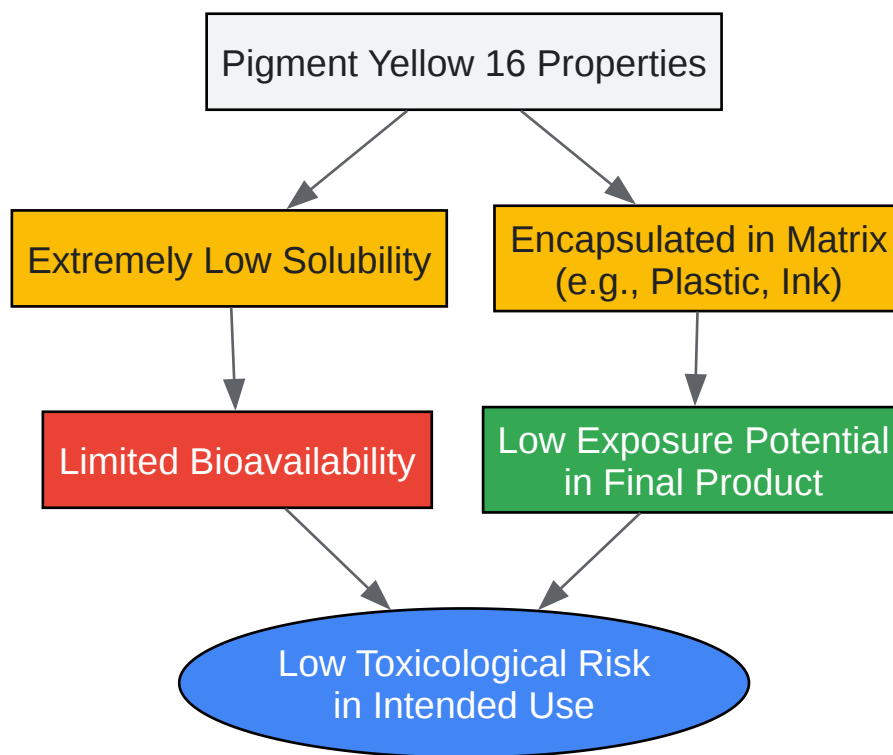 Pigment Yellow 16 Properties
Extremely Low Solubility
Encapsulated in Matrix
(e.g., Plastic, Ink)
Limited Bioavailability
Low Exposure Potential
in Final Product
Low Toxicological Risk
in Intended Use